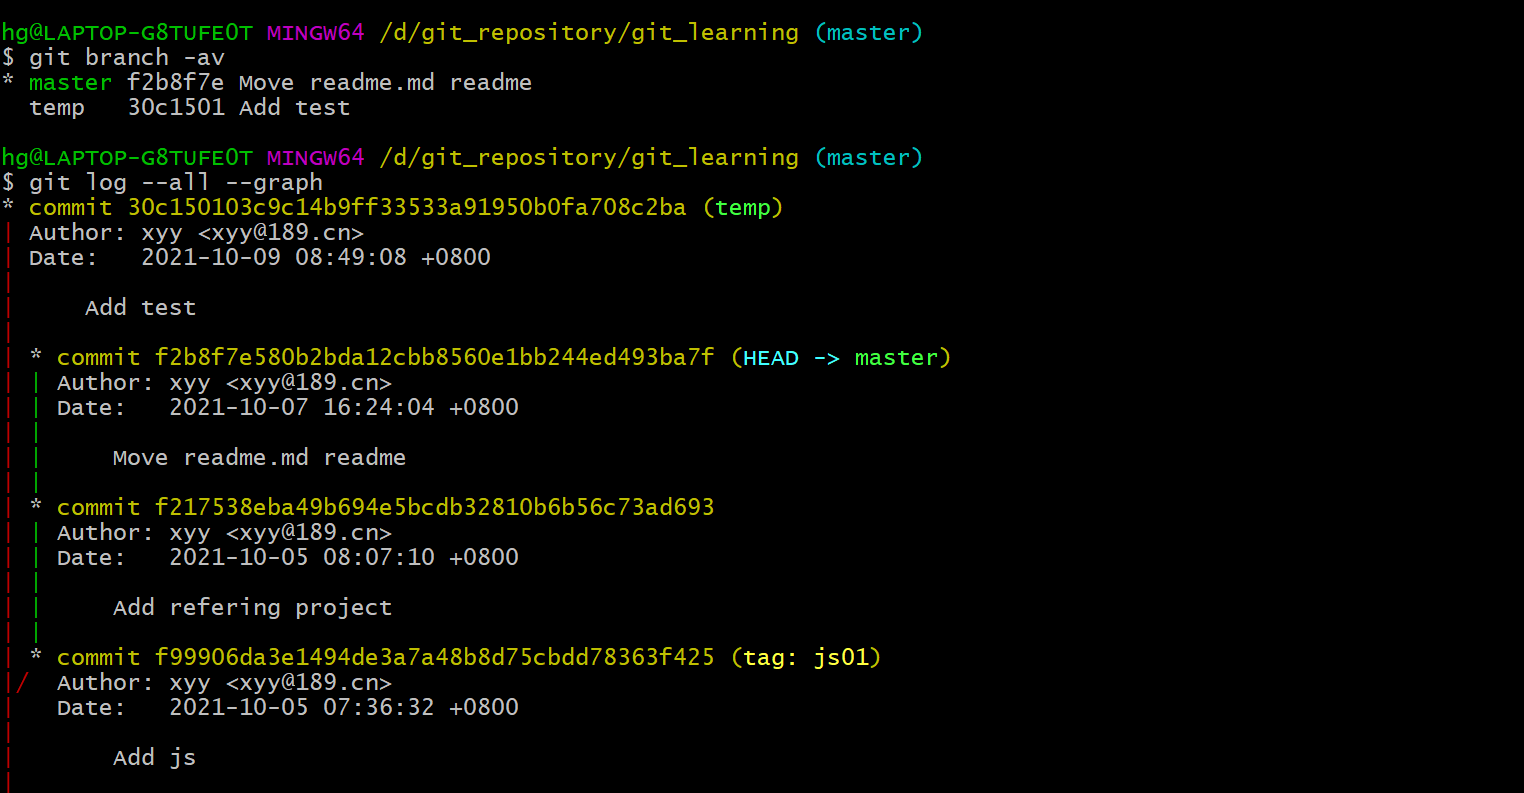 hg@LAPTOP-G8TUFE0T MINGW64 /d/git_repository/git_learning (master)
$ git branch -av
* master f2b8f7e Move readme.md readme
  temp   30c1501 Add test

hg@LAPTOP-G8TUFE0T MINGW64 /d/git_repository/git_learning (master)
$ git log --all --graph
* commit 30c150103c9c14b9ff33533a91950b0fa708c2ba (temp)
| Author: xyy <xyy@189.cn>
| Date:   2021-10-09 08:49:08 +0800
|
|     Add test
|
| * commit f2b8f7e580b2bda12cbb8560e1bb244ed493ba7f (HEAD -> master)
| | Author: xyy <xyy@189.cn>
| | Date:   2021-10-07 16:24:04 +0800
| |
| |     Move readme.md readme
| |
| * commit f217538eba49b694e5bcdb32810b6b56c73ad693
| | Author: xyy <xyy@189.cn>
| | Date:   2021-10-05 08:07:10 +0800
| |
| |     Add refering project
| |
| * commit f99906da3e1494de3a7a48b8d75cbdd78363f425 (tag: js01)
|/  Author: xyy <xyy@189.cn>
|   Date:   2021-10-05 07:36:32 +0800
|
|       Add js
|